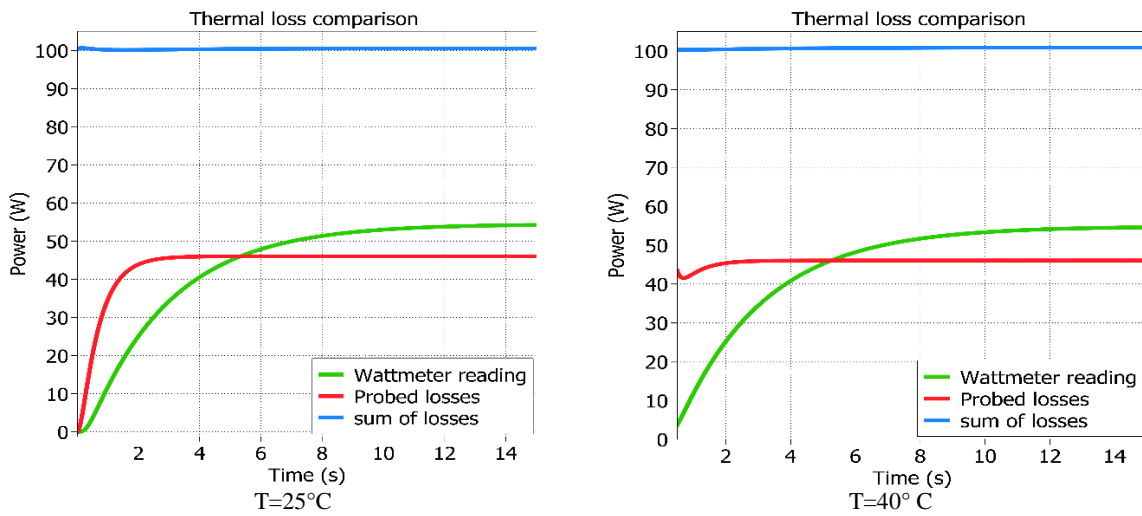 Thermal loss comparison
100
90
80
70
60
50
40
30
20
10
0
Power (W)
Wattmeter reading
Probed losses
sum of losses
2 4 6 8 10 12 14
Time (s)
T=25°C
Thermal loss comparison
100
90
80
70
60
50
40
30
20
10
0
Power (W)
Wattmeter reading
Probed losses
sum of losses
2 4 6 8 10 12 14
Time (s)
T=40° C